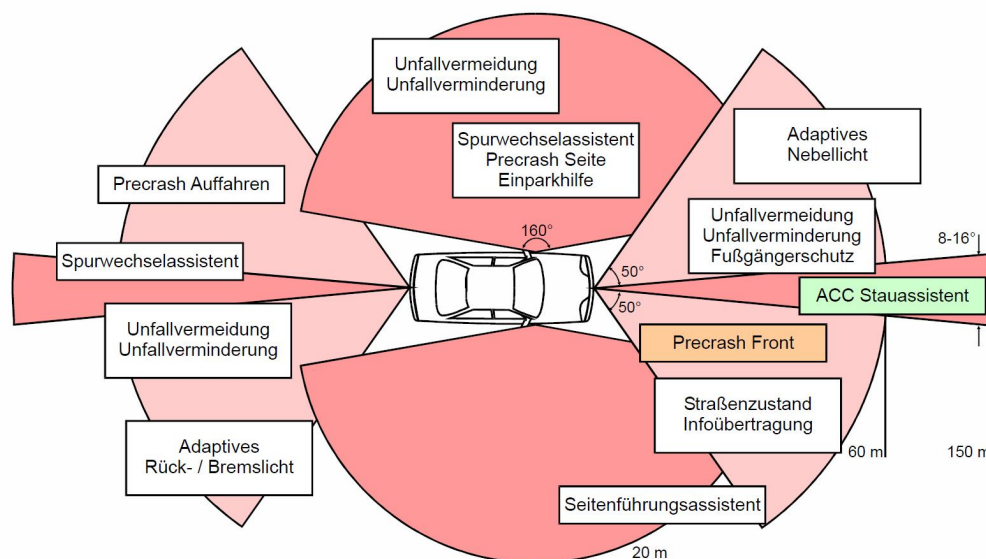 Unfallvermeidung
Unfallverminderung
Spurwechselassistent
Precrash Seite
Einparkhilfe
Adaptives
Nebellicht
Precrash Auffahren
Unfallvermeidung
Unfallverminderung
Fußgängerschutz
160°
8-16°
Spurwechselassistent
50°
50°
ACC Stauassistent
Unfallvermeidung
Unfallverminderung
Precrash Front
Straßenzustand
Infoübertragung
Adaptives
Rück- / Bremslicht
60 m
150 m
Seitenführungsassistent
20 m